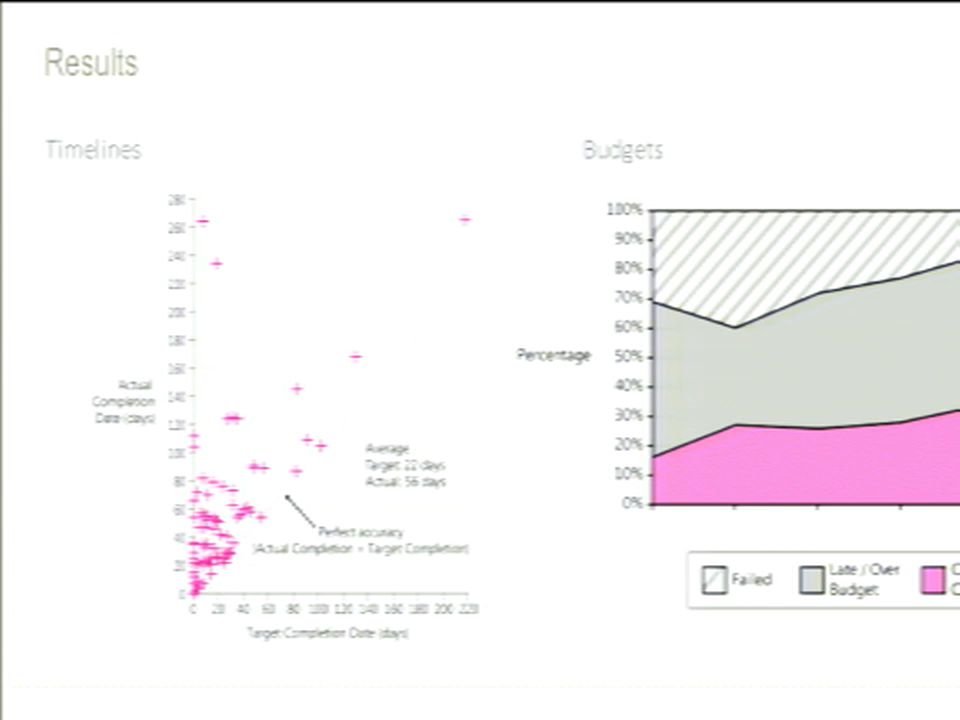 Results
Timelines
Budgets
280
260
240
220
200
180
160
140
120
100
80
60
40
20
0
Actual
Completion
Date (days)
Average
Target: 22 days
Actual: 56 days
Perfect accuracy
(Actual Completion = Target Completion)
0 20 40 60 80 100 120 140 160 180 200 220
Target Completion Date (days)
100%
90%
80%
70%
60%
50%
40%
30%
20%
10%
0%
Percentage
Failed
Late / Over
Budget